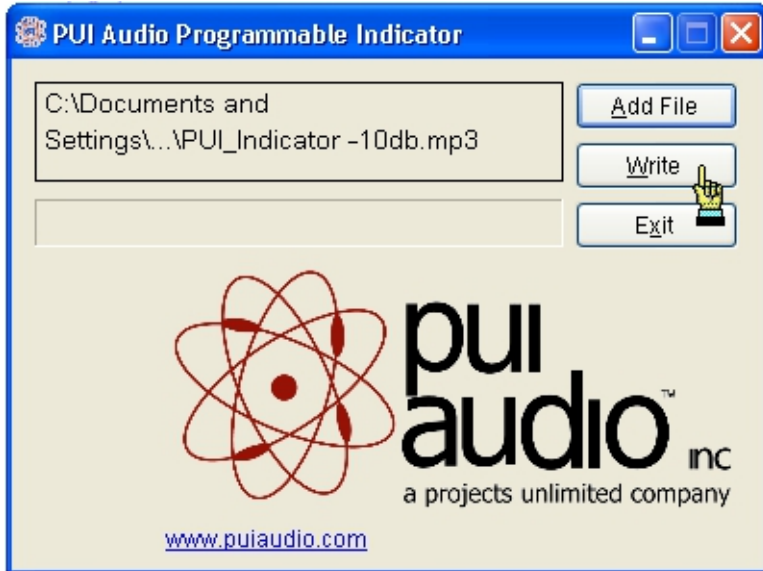 PUI Audio Programmable Indicator
C:\Documents and
Settings\...\PUI_Indicator -10db.mp3
Add File
Write
Exit
pui
audio™ inc
a projects unlimited company
www.puiaudio.com